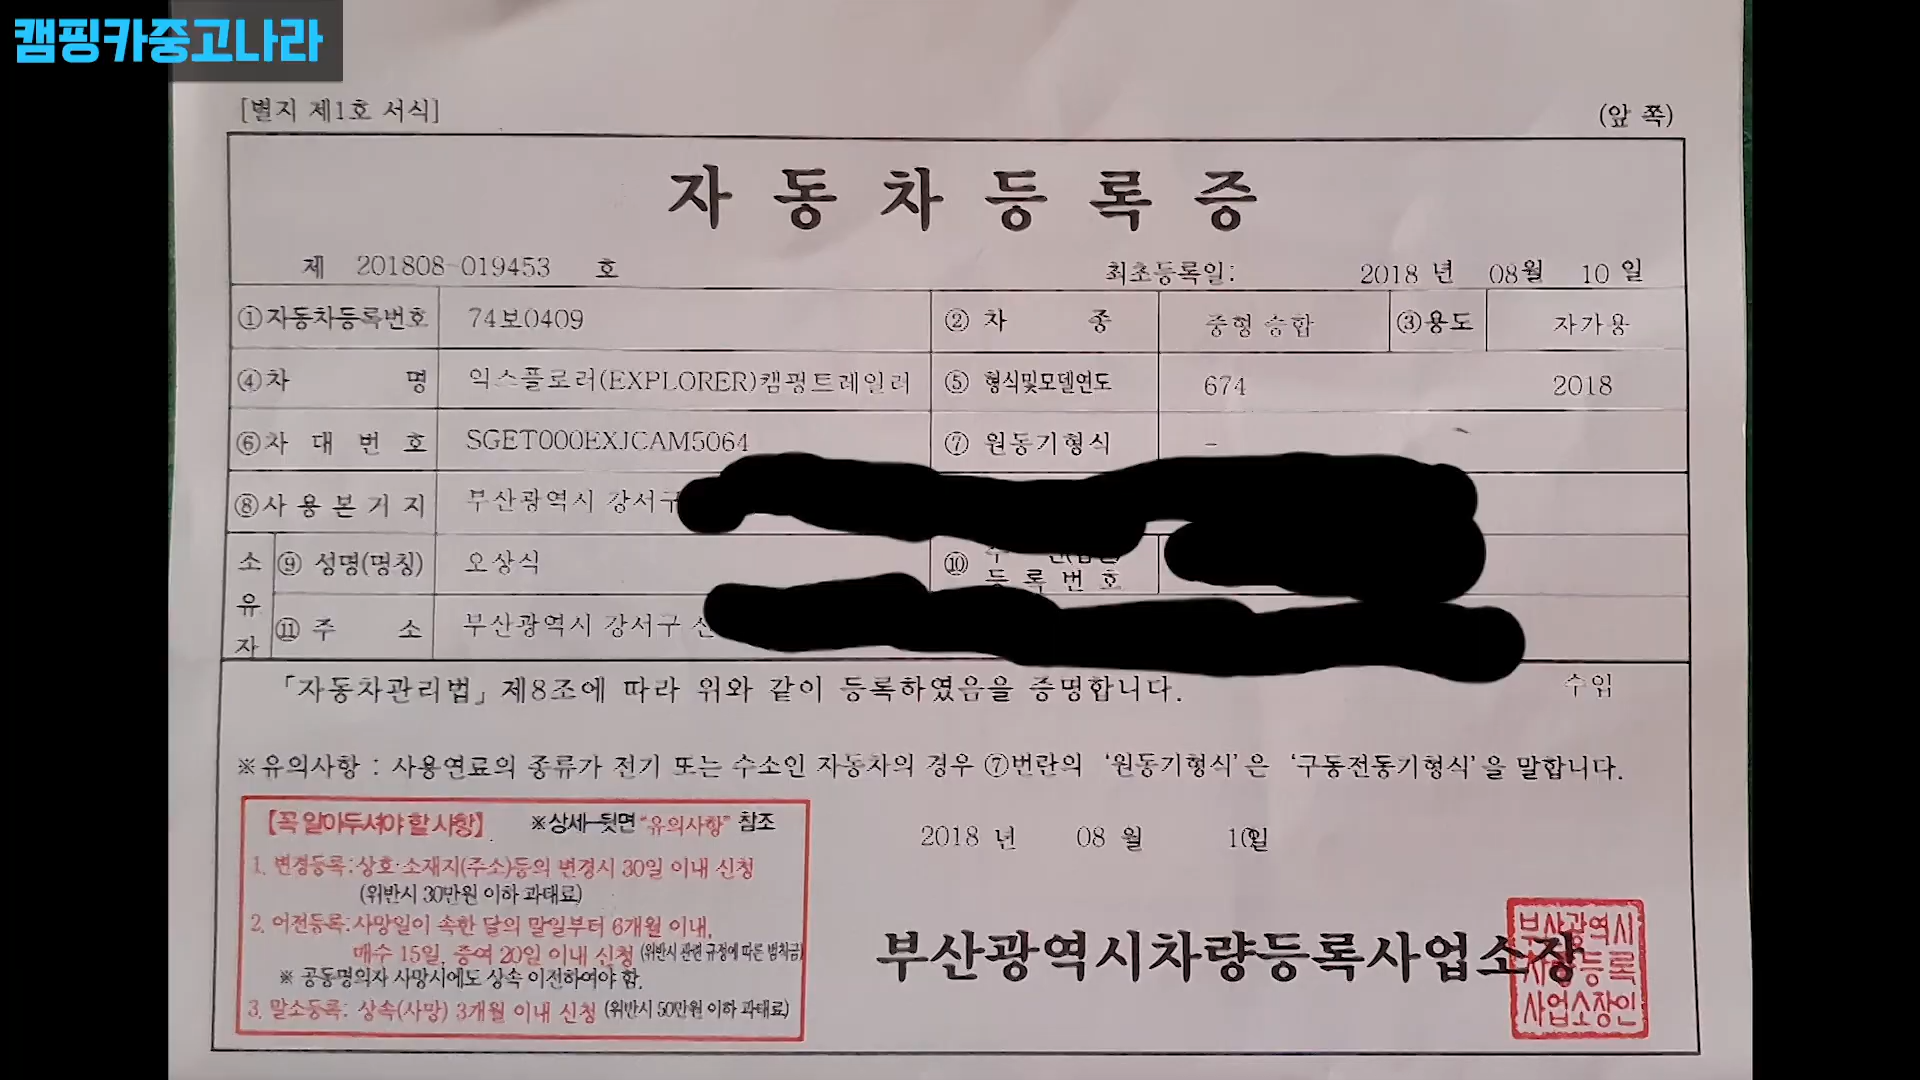 캠핑카중고나라
[별지 제1호 서식]
(앞 쪽)
자 동 차 등 록 증
제 201808-019453 호
최초등록일: 2018 년 08월 10 일
①자동차등록번호 74보0409 ② 차 종 중형 승합 ③용도 자가용
④차 명 익스플로러(EXPLORER)캠핑트레일러 ⑤ 형식및모델연도 674 2018
⑥차 대 번 호 SGET000EXJCAM5064 ⑦ 원동기형식 -
⑧사 용 본 거 지 부산광역시 강서구
소유자 ⑨ 성명(명칭) 오상식 ⑩ 등 록 번 호
⑪ 주 소 부산광역시 강서구
「자동차관리법」제8조에 따라 위와 같이 등록하였음을 증명합니다.
수입
※유의사항 : 사용연료의 종류가 전기 또는 수소인 자동차의 경우 ⑦번란의 '원동기형식'은 '구동전동기형식'을 말합니다.
【꼭 알아두셔야 할 사항】 ※상세-뒷면 "유의사항" 참조
1. 변경등록:상호·소재지(주소)등의 변경시 30일 이내 신청
(위반시 30만원 이하 과태료)
2. 이전등록:사망일이 속한 달의 말일부터 6개월 이내,
매수 15일, 증여 20일 이내 신청 (위반시 관련 규정에 따른 범칙금)
※ 공동명의자 사망시에도 상속 이전하여야 함.
3. 말소등록: 상속(사망) 3개월 이내 신청 (위반시 50만원 이하 과태료)
2018 년 08 월 10일
부산광역시차량등록사업소장
부산광역시
차량등록
사업소장인